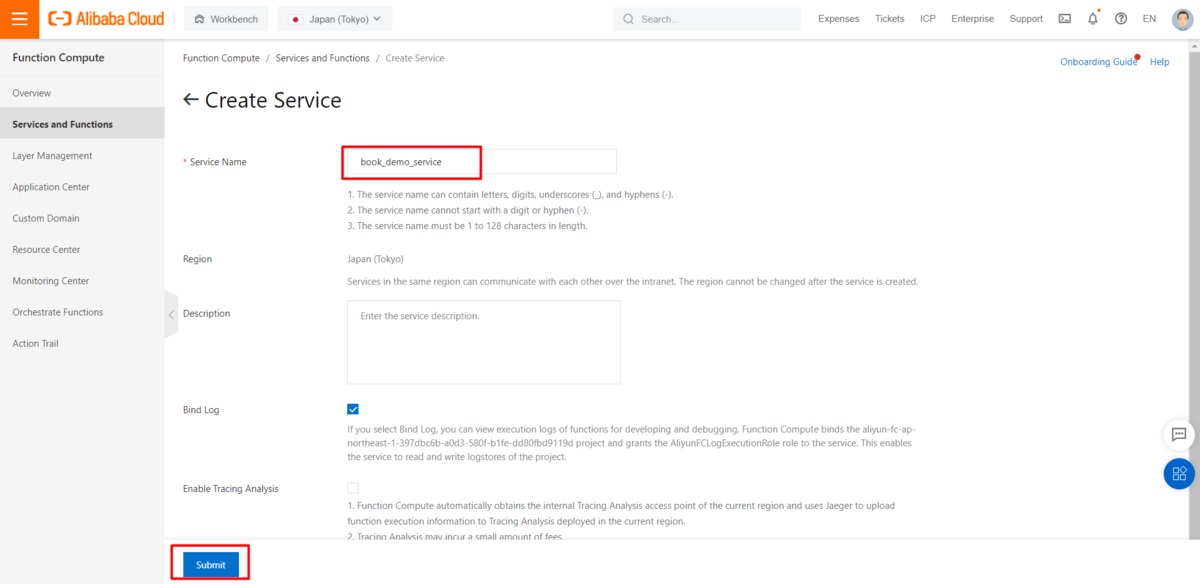 Alibaba Cloud
Workbench
Japan (Tokyo)
Search...
Expenses
Tickets
ICP
Enterprise
Support
EN
Function Compute
Overview
Services and Functions
Layer Management
Application Center
Custom Domain
Resource Center
Monitoring Center
Orchestrate Functions
Action Trail
Function Compute / Services and Functions / Create Service
Onboarding Guide
Help
Create Service
* Service Name
book_demo_service
1. The service name can contain letters, digits, underscores (_), and hyphens (-).
2. The service name cannot start with a digit or hyphen (-).
3. The service name must be 1 to 128 characters in length.
Region
Japan (Tokyo)
Services in the same region can communicate with each other over the intranet. The region cannot be changed after the service is created.
Description
Enter the service description.
Bind Log
If you select Bind Log, you can view execution logs of functions for developing and debugging. Function Compute binds the aliyun-fc-ap-
northeast-1-397dbc6b-a0d3-580f-b1fe-dd80fbd9119d project and grants the AliyunFCLogExecutionRole role to the service. This enables
the service to read and write logstores of the project.
Enable Tracing Analysis
1. Function Compute automatically obtains the internal Tracing Analysis access point of the current region and uses Jaeger to upload
function execution information to Tracing Analysis deployed in the current region.
2. Tracing Analysis may incur a small amount of fees.
Submit